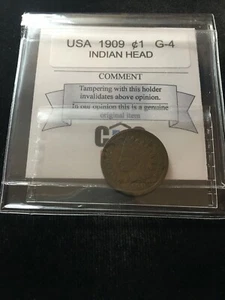 USA 1909 ¢1 G-4
INDIAN HEAD
COMMENT
Tampering with this holder
invalidates above opinion.
In our opinion this is a genuine
original item